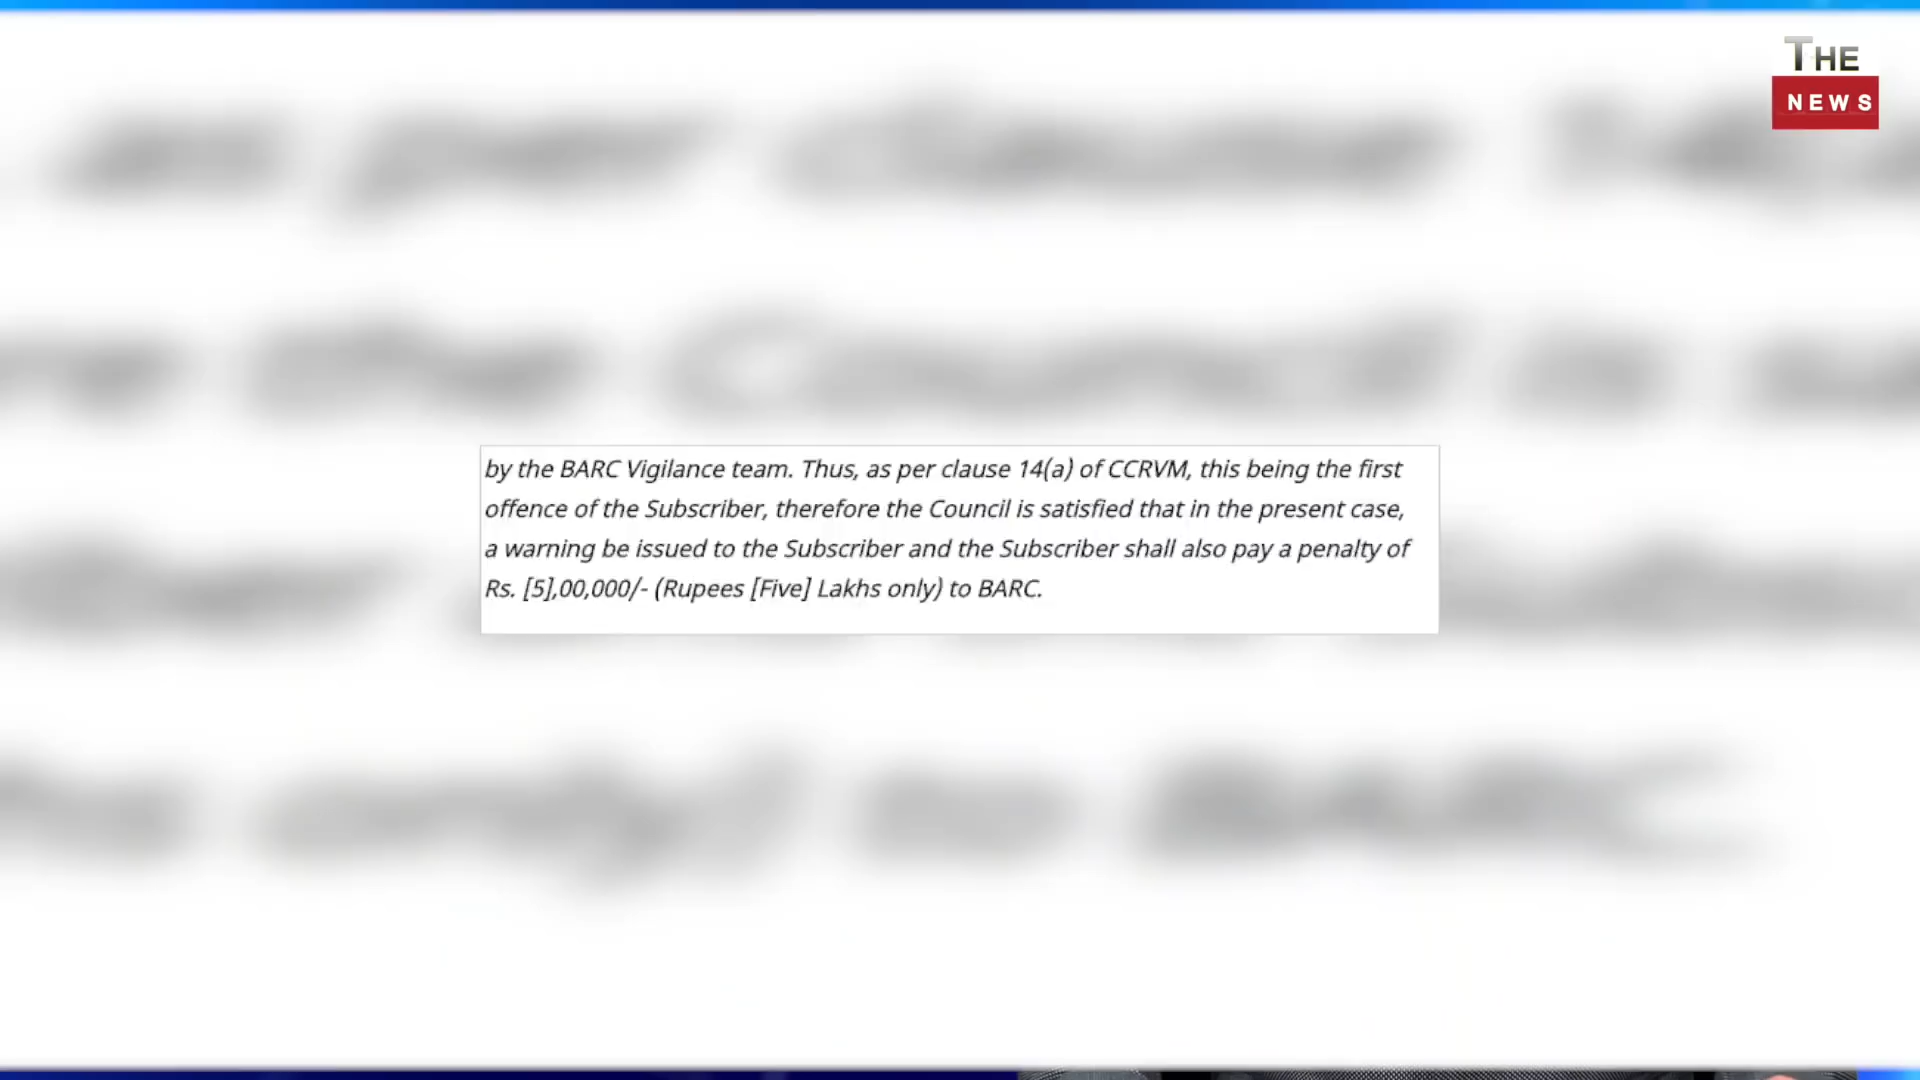 THE
NEWS
by the BARC Vigilance team. Thus, as per clause 14(a) of CCRVM, this being the first
offence of the Subscriber, therefore the Council is satisfied that in the present case,
a warning be issued to the Subscriber and the Subscriber shall also pay a penalty of
Rs. [5],00,000/- (Rupees [Five] Lakhs only) to BARC.